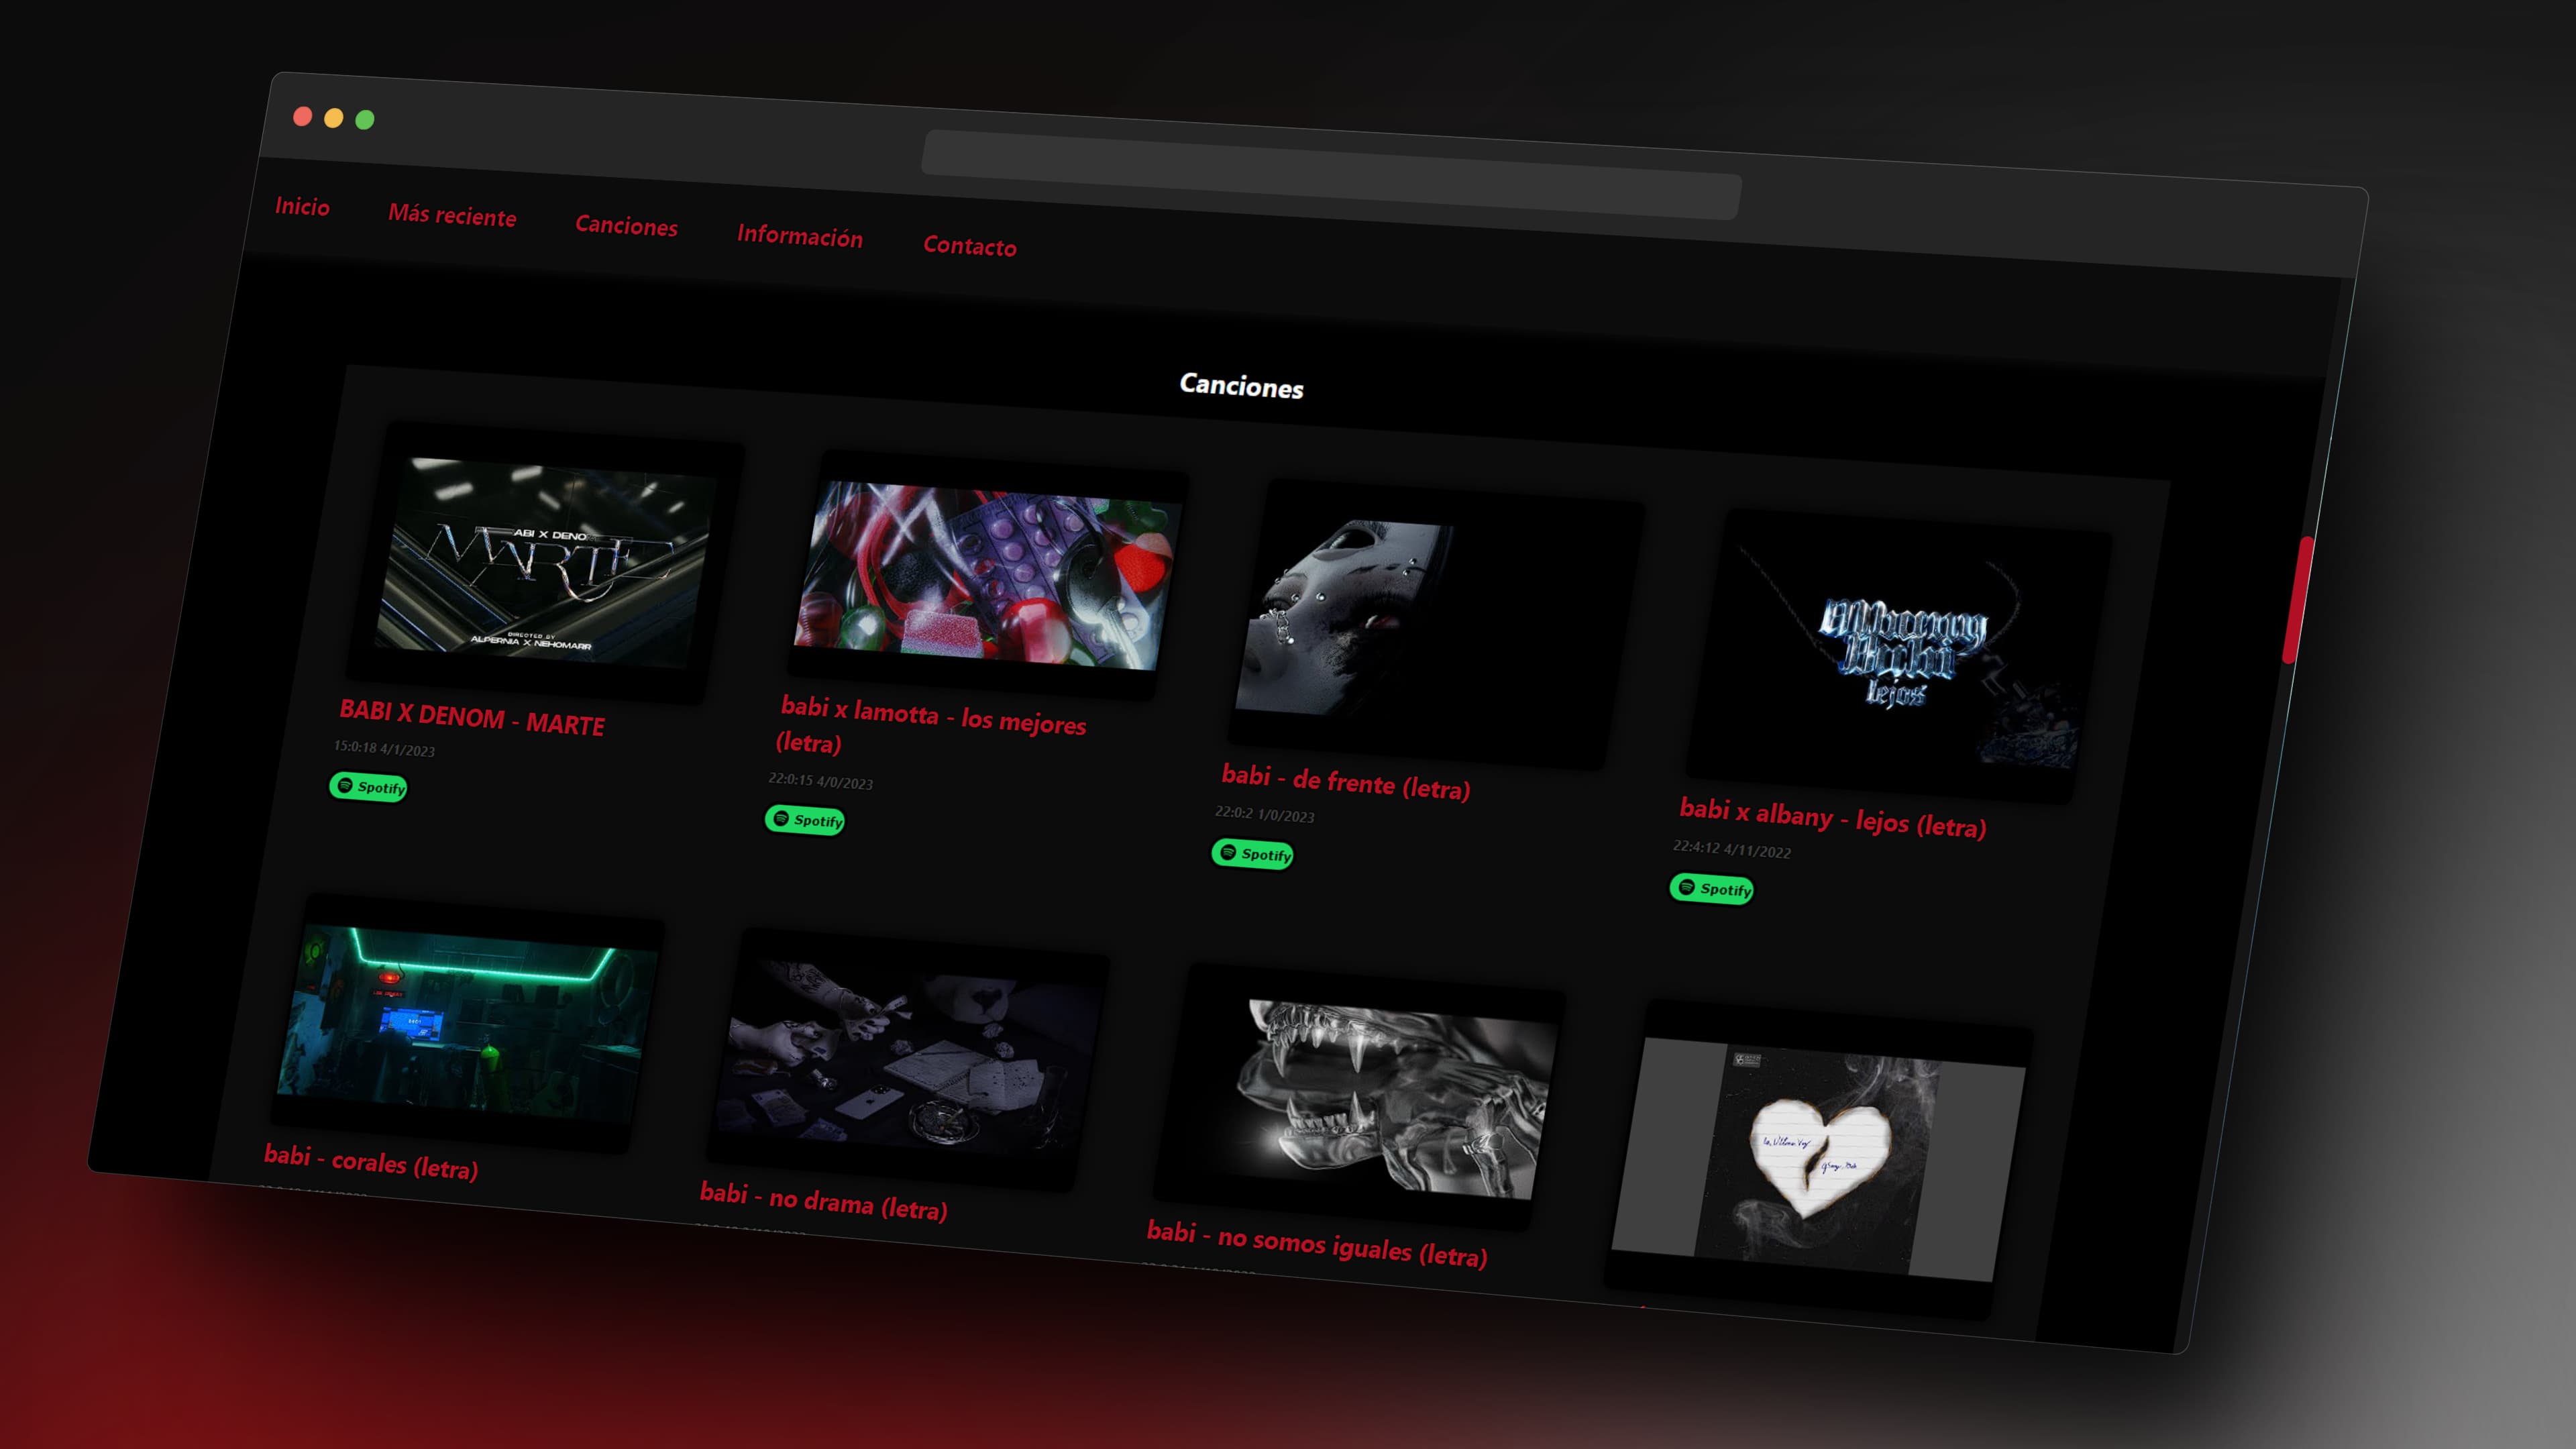 Inicio
Más reciente
Canciones
Información
Contacto
Canciones
ABI X DENO
MARTE
DIRECTED BY
ALPERNIA X NEHOMARR
lejos
BABI X DENOM - MARTE
15:0:18 4/1/2023
Spotify
babi x lamotta - los mejores
(letra)
22:0:15 4/0/2023
Spotify
babi - de frente (letra)
22:0:2 1/0/2023
Spotify
babi x albany - lejos (letra)
22:4:12 4/11/2022
Spotify
babi - corales (letra)
babi - no drama (letra)
babi - no somos iguales (letra)